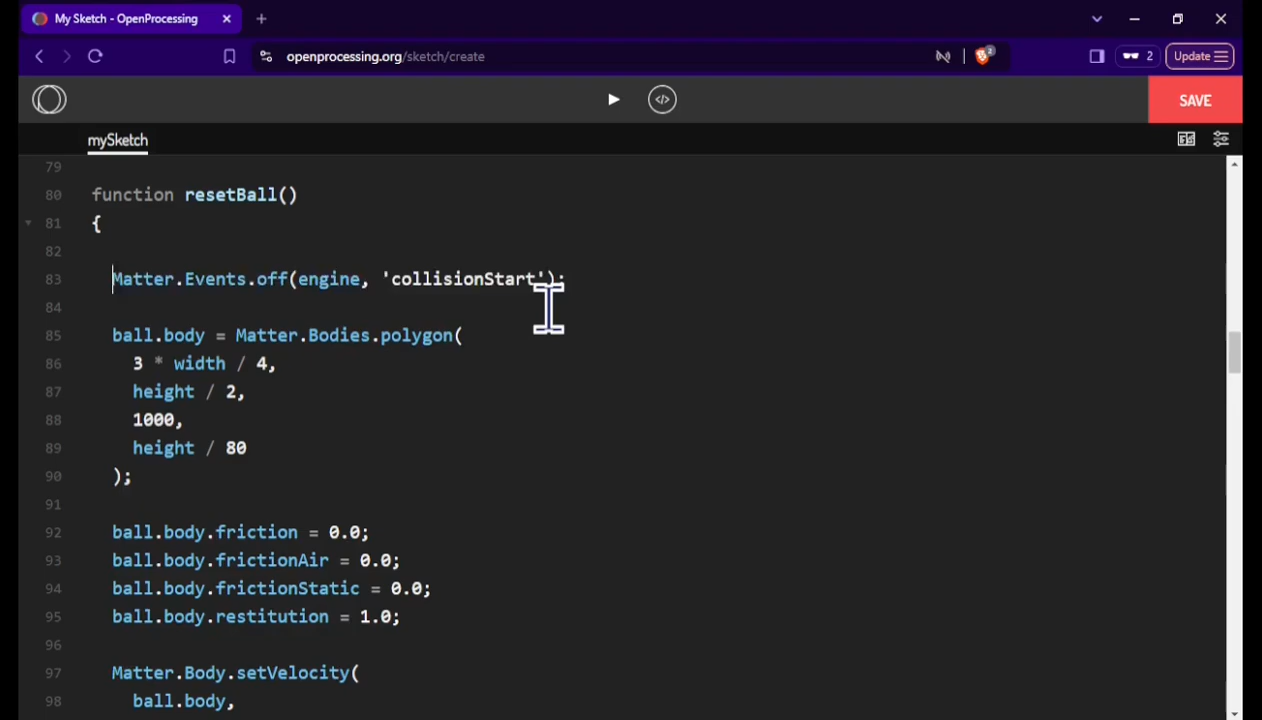 My Sketch - OpenProcessing
openprocessing.org/sketch/create
2
2
Update
</>
SAVE
mySketch
79
80 function resetBall()
81 {
82
83 Matter.Events.off(engine, 'collisionStart');
84
85 ball.body = Matter.Bodies.polygon(
86 3 * width / 4,
87 height / 2,
88 1000,
89 height / 80
90 );
91
92 ball.body.friction = 0.0;
93 ball.body.frictionAir = 0.0;
94 ball.body.frictionStatic = 0.0;
95 ball.body.restitution = 1.0;
96
97 Matter.Body.setVelocity(
98 ball.body,